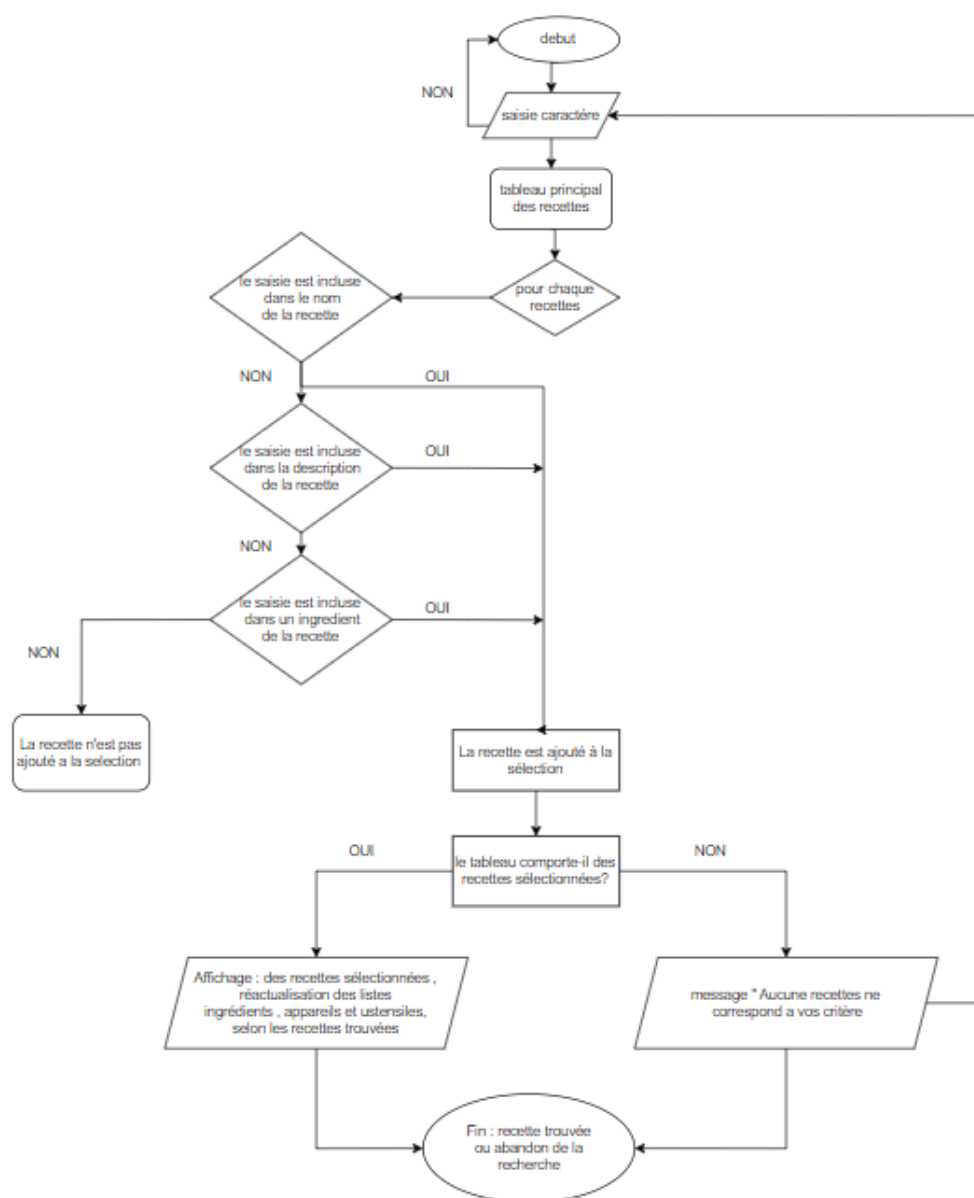 debut
NON
saisie caractére
tableau principal
des recettes
le saisie est incluse
dans le nom
de la recette
pour chaque
recettes
NON
OUI
le saisie est incluse
dans la description
de la recette
OUI
NON
le saisie est incluse
dans un ingredient
de la recette
OUI
NON
La recette n'est pas
ajouté a la selection
La recette est ajouté à la
sélection
OUI
le tableau comporte-il des
recettes sélectionnées?
NON
Affichage : des recettes sélectionnées ,
réactualisation des listes
ingrédients , appareils et ustensiles,
selon les recettes trouvées
message " Aucune recettes ne
correspond a vos critère
Fin : recette trouvée
ou abandon de la
recherche